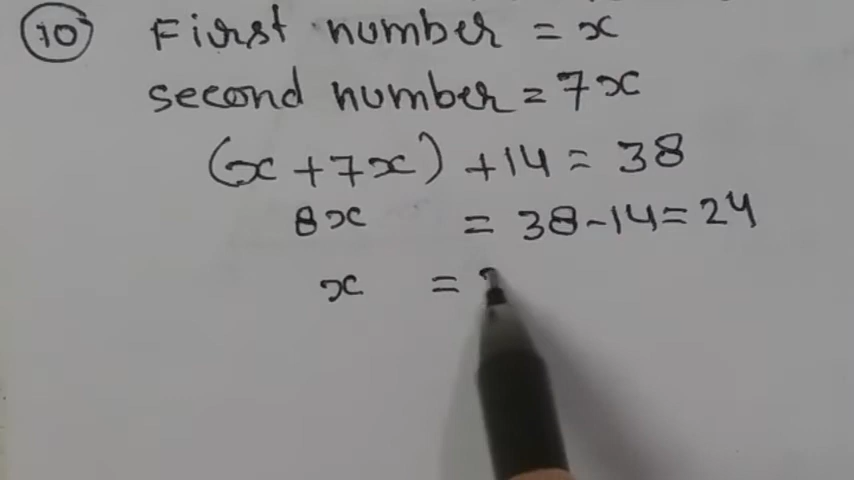 10 First number = x
second number = 7x
(x + 7x) + 14 = 38
8x = 38 - 14 = 24
x =